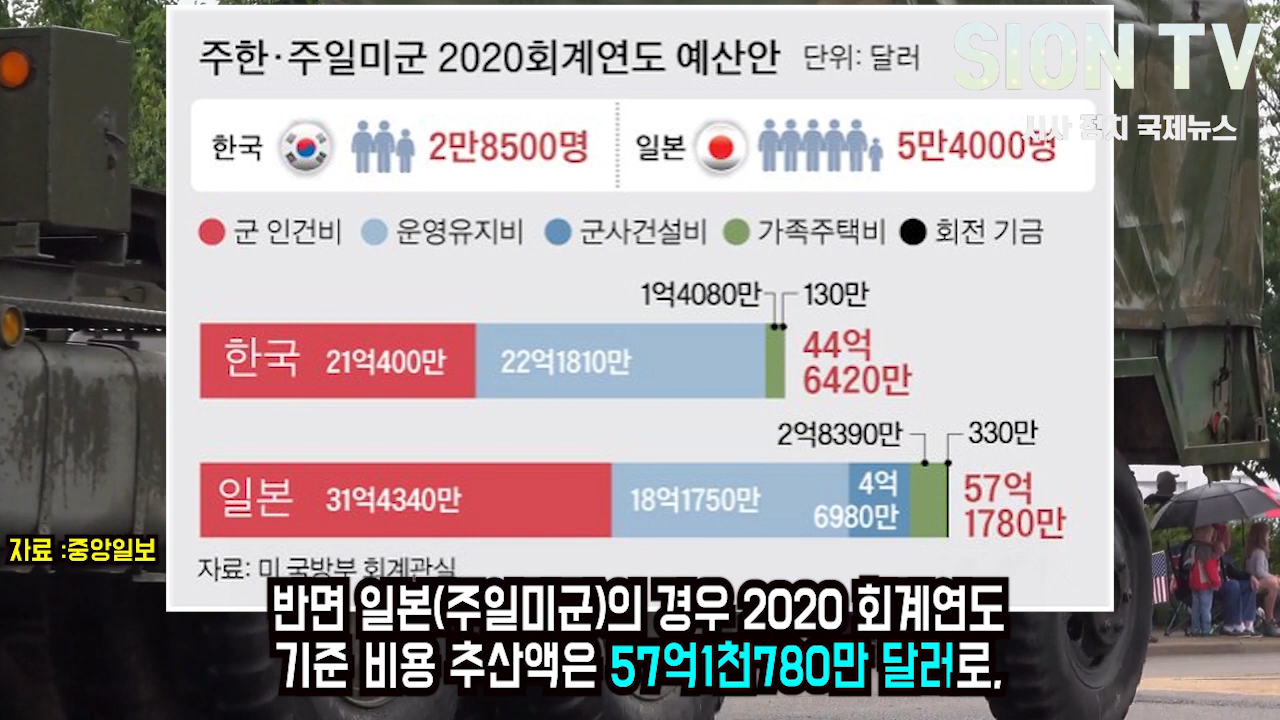 SION TV
시사 정치 국제뉴스
주한·주일미군 2020회계연도 예산안 단위: 달러
한국 2만8500명 일본 5만4000명
군 인건비 운영유지비 군사건설비 가족주택비 회전 기금
1억4080만 130만
한국 21억400만 22억1810만 44억
6420만
2억8390만 330만
일본 31억4340만 18억1750만 4억
6980만 57억
1780만
자료: 미 국방부 회계관실
자료 :중앙일보
반면 일본(주일미군)의 경우 2020 회계연도
기준 비용 추산액은 57억1천780만 달러로,